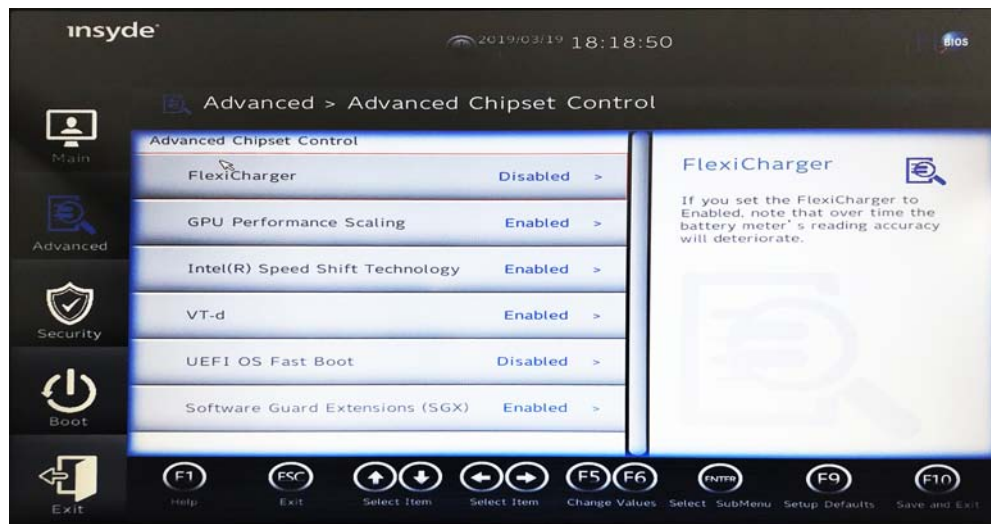 insyde
2019/03/19 18:18:50
BIOS
Advanced > Advanced Chipset Control
Main
Advanced
Security
Boot
Exit
Advanced Chipset Control
FlexiCharger Disabled >
GPU Performance Scaling Enabled >
Intel(R) Speed Shift Technology Enabled >
VT-d Enabled >
UEFI OS Fast Boot Disabled >
Software Guard Extensions (SGX) Enabled >
FlexiCharger
If you set the FlexiCharger to
Enabled, note that over time the
battery meter's reading accuracy
will deteriorate.
F1 ESC F5 F6 ENTER F9 F10
Help Exit Select Item Select Item Change Values Select SubMenu Setup Defaults Save and Exit